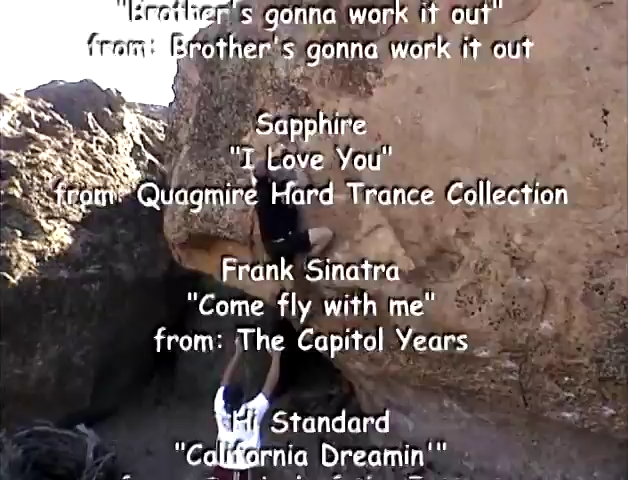 "Brother's gonna work it out"
from: Brother's gonna work it out
Sapphire
"I Love You"
from: Quagmire Hard Trance Collection
Frank Sinatra
"Come fly with me"
from: The Capitol Years
Hi Standard
"California Dreamin'"